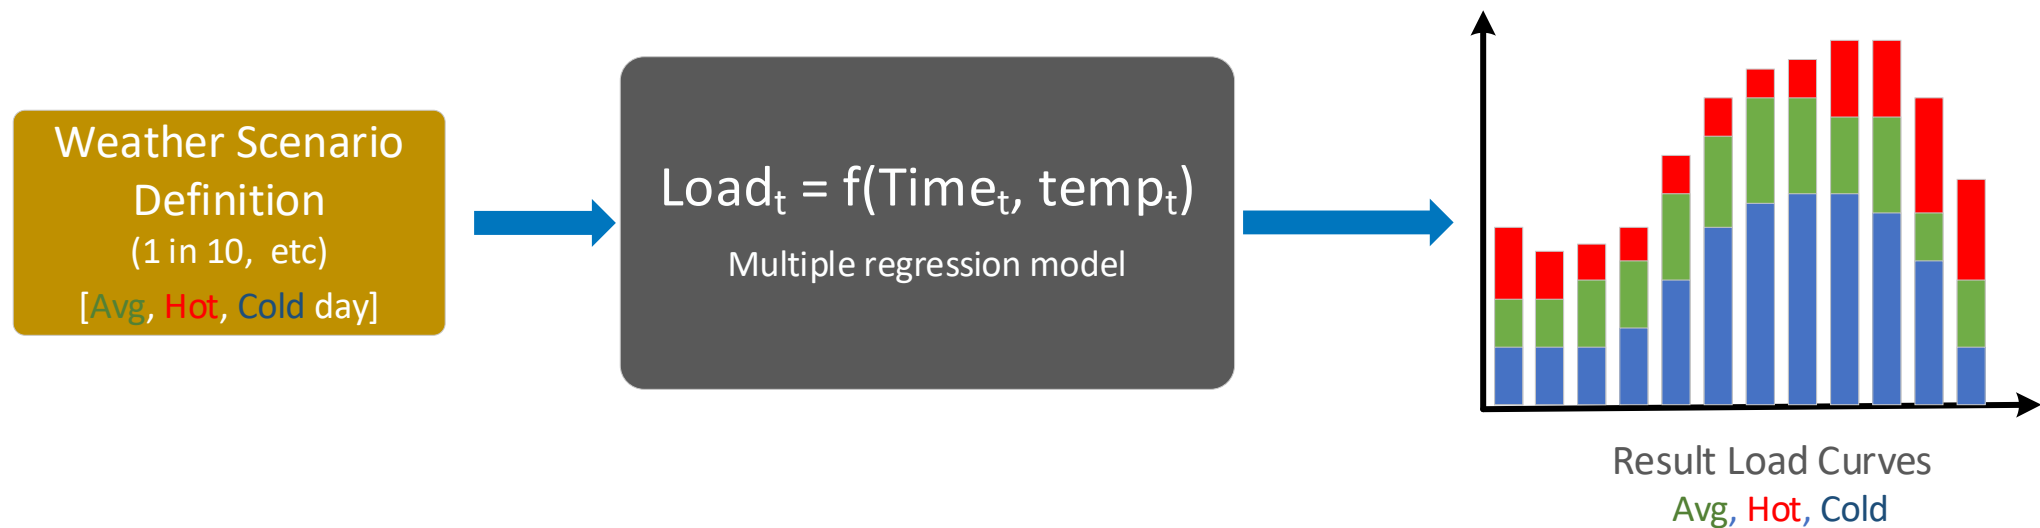 Weather Scenario
Definition
(1 in 10, etc)
[Avg, Hot, Cold day]
Loadₜ = f(Timeₜ, tempₜ)
Multiple regression model
Result Load Curves
Avg, Hot, Cold